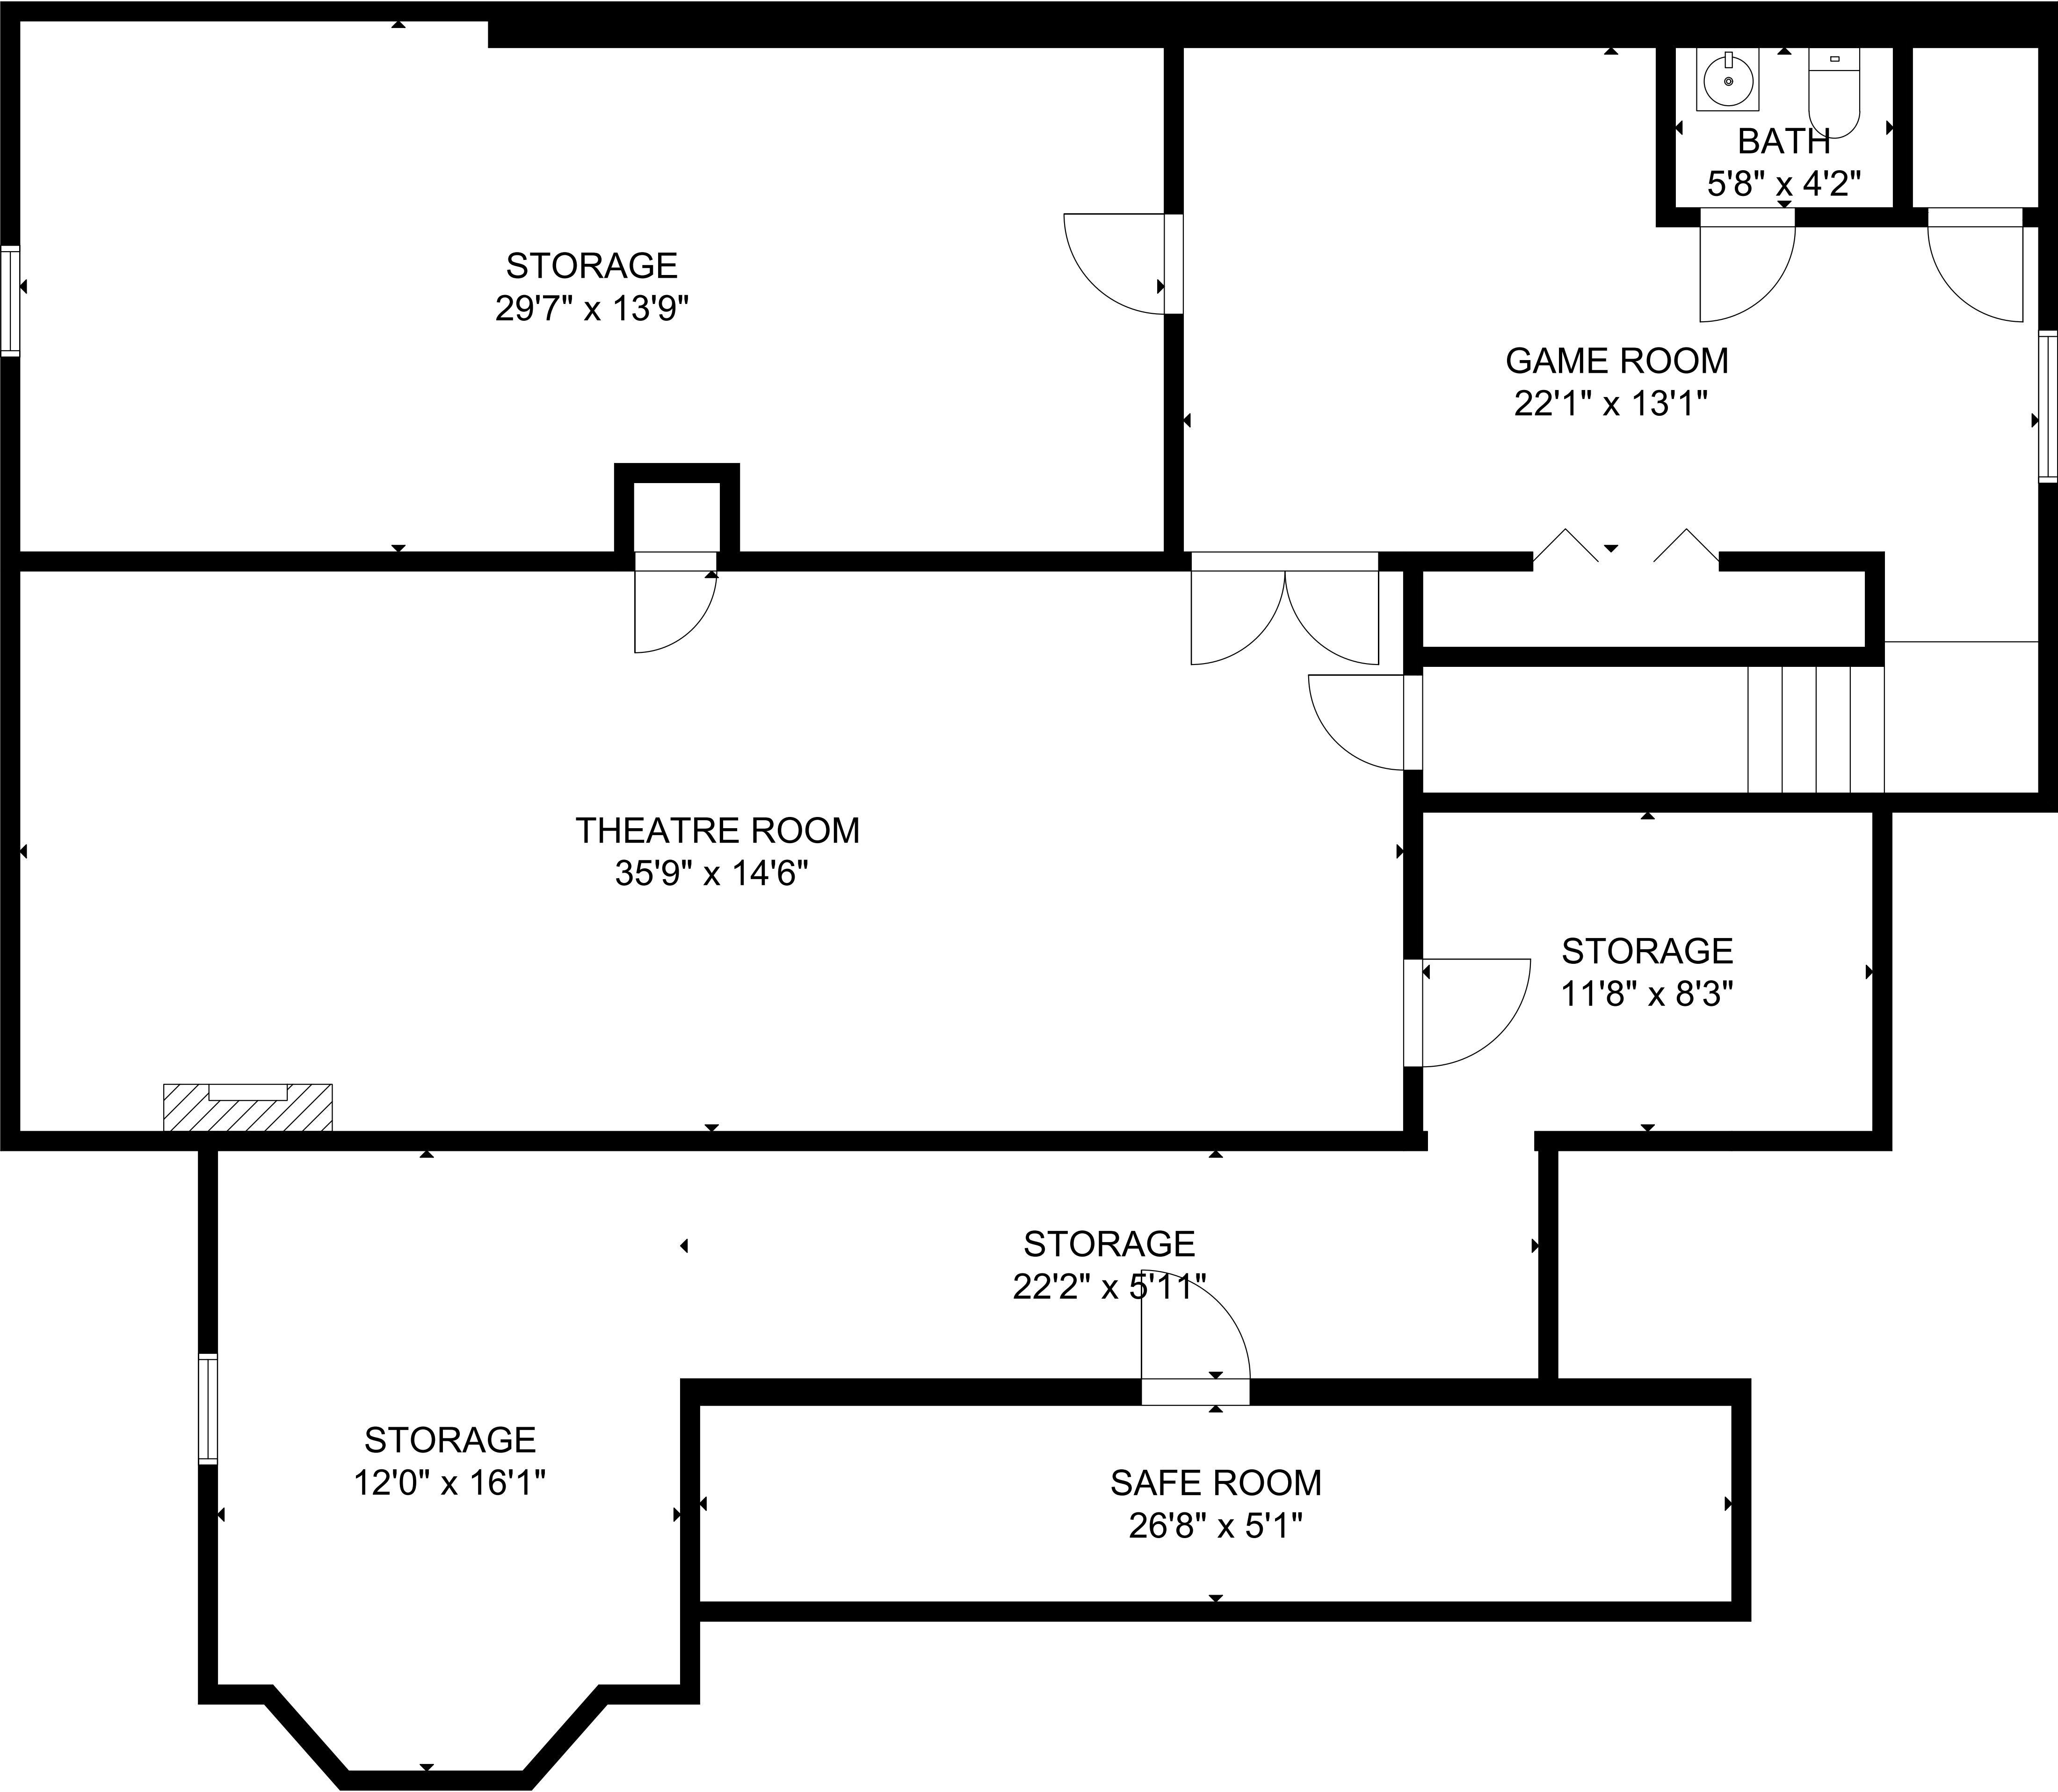 BATH
5'8" x 4'2"
STORAGE
29'7" x 13'9"
GAME ROOM
22'1" x 13'1"
THEATRE ROOM
35'9" x 14'6"
STORAGE
11'8" x 8'3"
STORAGE
22'2" x 5'11"
STORAGE
12'0" x 16'1"
SAFE ROOM
26'8" x 5'1"